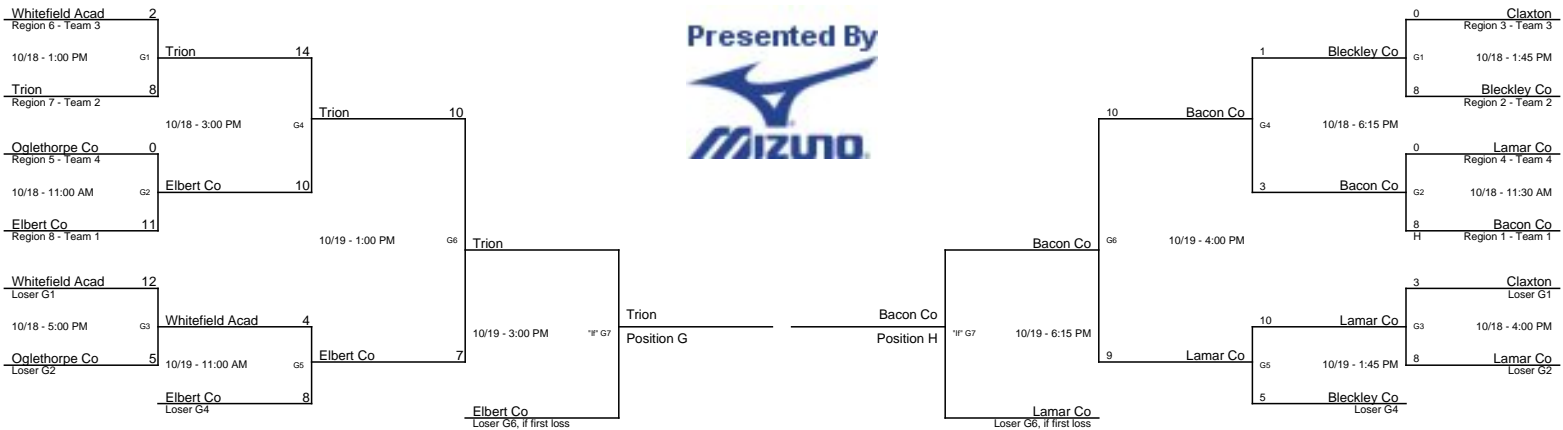 Presented By
MIZUNO
Whitefield Acad 2
Region 6 - Team 3
10/18 - 1:00 PM G1
Trion 8
Region 7 - Team 2
Oglethorpe Co 0
Region 5 - Team 4
10/18 - 11:00 AM G2
Elbert Co 11
Region 8 - Team 1
Whitefield Acad 12
Loser G1
10/18 - 5:00 PM G3
Oglethorpe Co 5
Loser G2
Trion 14
10/18 - 3:00 PM G4
Elbert Co 10
Whitefield Acad 4
10/19 - 11:00 AM G5
Elbert Co 8
Loser G4
Trion 10
10/19 - 1:00 PM G6
Elbert Co 7
Trion
10/19 - 3:00 PM "If" G7
Elbert Co
Loser G6, if first loss
Trion
Position G
Bacon Co
Position H
Bacon Co
"If" G7 10/19 - 6:15 PM
Lamar Co
Loser G6, if first loss
10 Bacon Co
G6 10/19 - 4:00 PM
9 Lamar Co
1 Bleckley Co
G4 10/18 - 6:15 PM
3 Bacon Co
10 Lamar Co
G5 10/19 - 1:45 PM
5 Bleckley Co
Loser G4
0 Claxton
Region 3 - Team 3
G1 10/18 - 1:45 PM
8 Bleckley Co
Region 2 - Team 2
0 Lamar Co
Region 4 - Team 4
G2 10/18 - 11:30 AM
8 Bacon Co
H Region 1 - Team 1
3 Claxton
Loser G1
G3 10/18 - 4:00 PM
8 Lamar Co
Loser G2